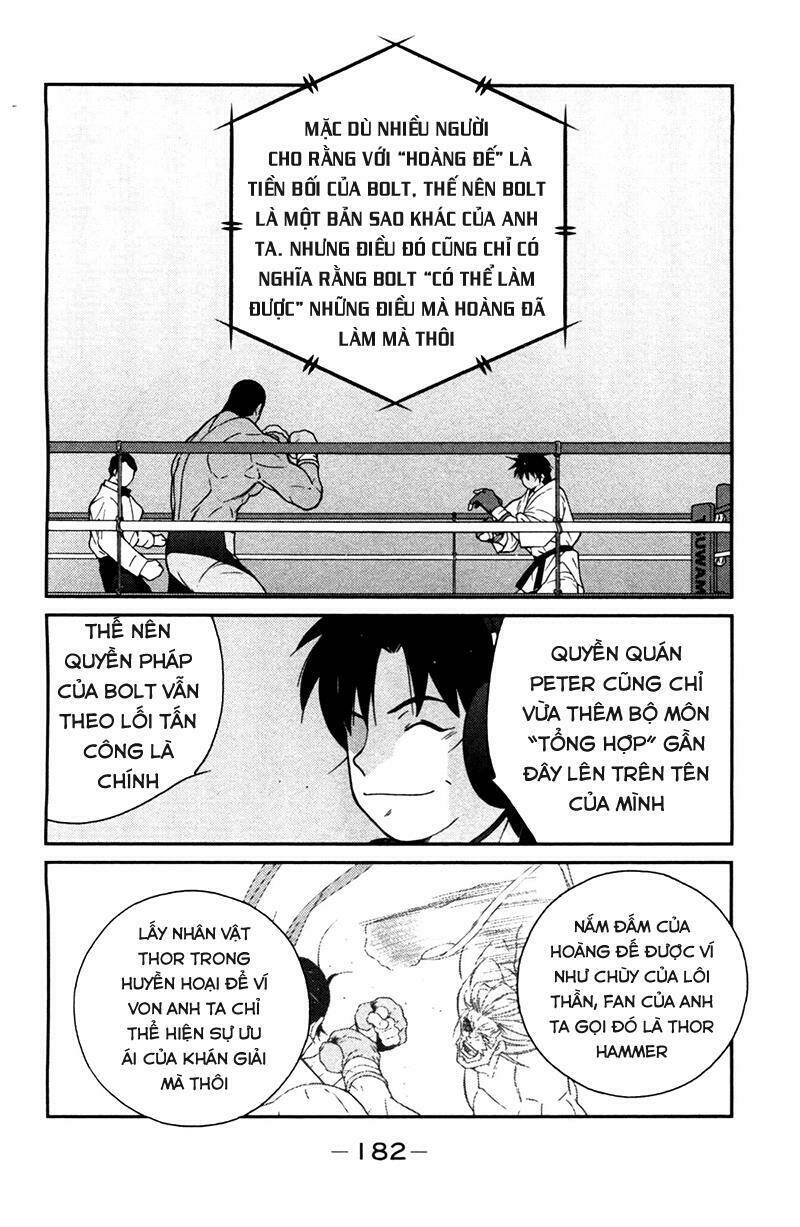 MẶC DÙ NHIỀU NGƯỜI
CHO RẰNG VỚI “HOÀNG ĐẾ” LÀ
TIỀN BỐI CỦA BOLT, THẾ NÊN BOLT
LÀ MỘT BẢN SAO KHÁC CỦA ANH
TA. NHƯNG ĐIỀU ĐÓ CŨNG CHỈ CÓ
NGHĨA RẰNG BOLT “CÓ THỂ LÀM
ĐƯỢC” NHỮNG ĐIỀU MÀ HOÀNG ĐÃ
LÀM MÀ THÔI
SUWAM
QUYỀN QUÁN
PETER CŨNG CHỈ
VỪA THÊM BỘ MÔN
“TỔNG HỢP” GẦN
ĐÂY LÊN TRÊN TÊN
CỦA MÌNH
THẾ NÊN
QUYỀN PHÁP
CỦA BOLT VẪN
THEO LỐI TẤN
CÔNG LÀ
CHÍNH
NẮM ĐẤM CỦA
HOÀNG ĐẾ ĐƯỢC VÍ
NHƯ CHÙY CỦA LÔI
THẦN, FAN CỦA ANH
TA GỌI ĐÓ LÀ THOR
HAMMER
LẤY NHÂN VẬT
THOR TRONG
HUYỀN HOẠI ĐỂ VÍ
VON ANH TA CHỈ
THỂ HIỆN SỰ ƯU
ÁI CỦA KHÁN GIẢI
MÀ THÔI
–182–